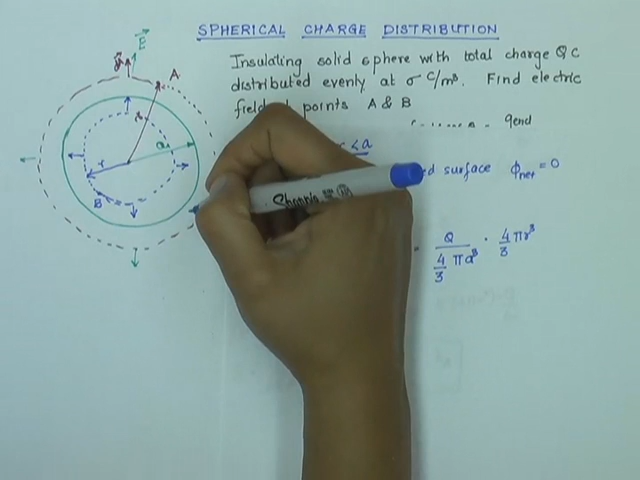 SPHERICAL CHARGE DISTRIBUTION
Insulating solid sphere with total charge Q C
distributed evenly at σ C/m³. Find electric
field points A & B
qend
< a
surface ϕnet = 0
= Q / 4/3 πa³ · 4/3 πr³
E
A
r
a
r
B
Sharpie